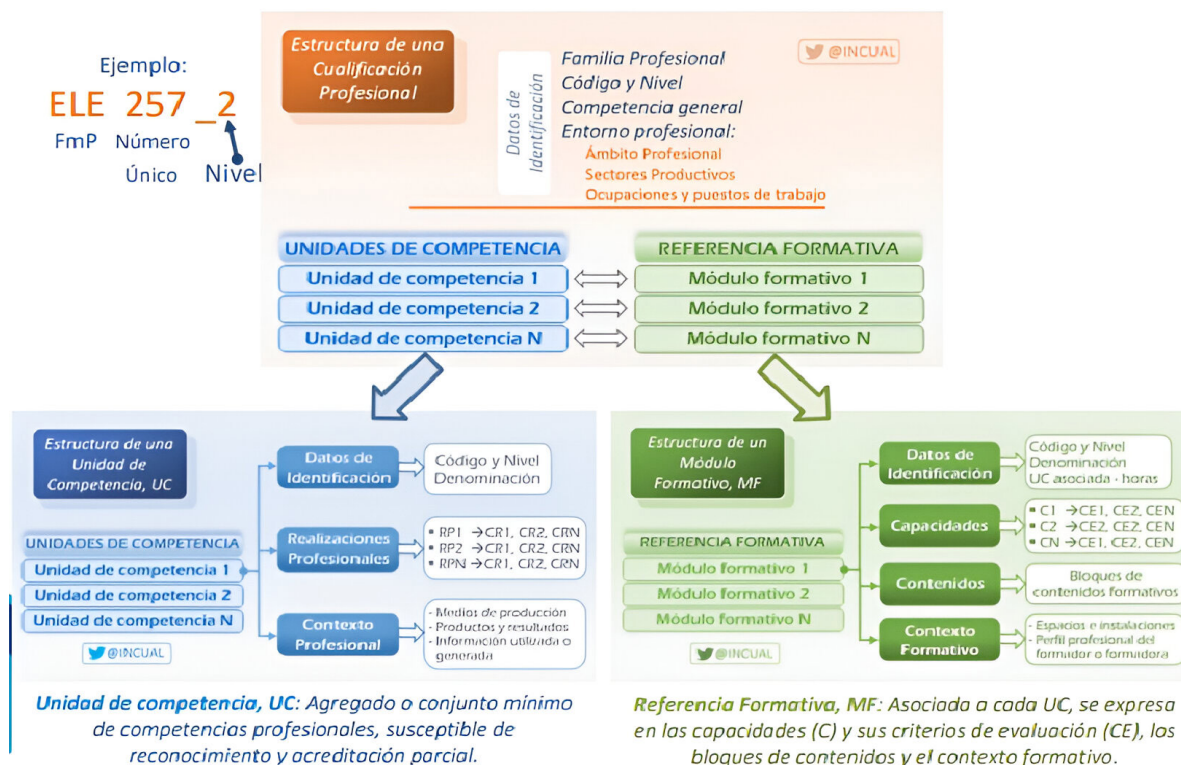 Ejemplo:
ELE 257 _2
FmP Número
Único Nivel
Estructura de una
Cualificación
Profesional
Datos de
Identificación
Familia Profesional
Código y Nivel
Competencia general
Entorno profesional:
Ámbito Profesional
Sectores Productivos
Ocupaciones y puestos de trabajo
@INCUAL
UNIDADES DE COMPETENCIA
Unidad de competencia 1
Unidad de competencia 2
Unidad de competencia N
REFERENCIA FORMATIVA
Módulo formativo 1
Módulo formativo 2
Módulo formativo N
Estructura de una
Unidad de
Competencia, UC
UNIDADES DE COMPETENCIA
Unidad de competencia 1
Unidad de competencia 2
Unidad de competencia N
@INCUAL
Datos de
Identificación
Código y Nivel
Denominación
Realizaciones
Profesionales
▪ RP1 →CR1, CR2, CRN
▪ RP2 →CR1, CR2, CRN
▪ RPN →CR1, CR2, CRN
Contexto
Profesional
- Medios de producción
- Productos y resultados
- Información utilizada o
generada
Estructura de un
Módulo
Formativo, MF
REFERENCIA FORMATIVA
Módulo formativo 1
Módulo formativo 2
Módulo formativo N
@INCUAL
Datos de
Identificación
Código y Nivel
Denominación
UC asociada - horas
Capacidades
▪ C1 →CE1, CE2, CEN
▪ C2 →CE2, CE2, CEN
▪ CN →CE1, CE2, CEN
Contenidos
Bloques de
contenidos formativos
Contexto
Formativo
- Espacios e instalaciones
- Perfil profesional del
formador o formadora
Unidad de competencia, UC: Agregado o conjunto mínimo
de competencias profesionales, susceptible de
reconocimiento y acreditación parcial.
Referencia Formativa, MF: Asociada a cada UC, se expresa
en las capacidades (C) y sus criterios de evaluación (CE), los
bloques de contenidos y el contexto formativo.